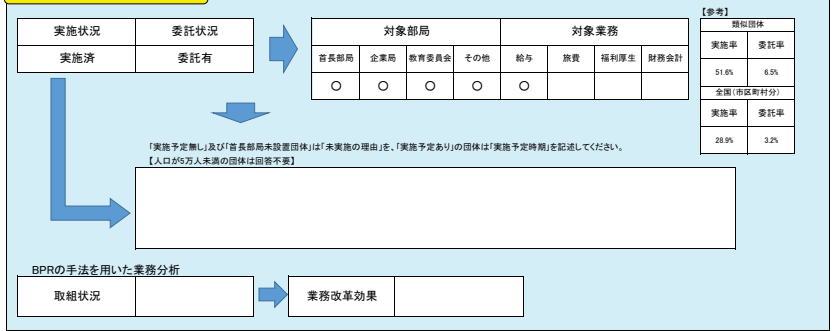 【参考】
実施状況 委託状況
実施済 委託有
対象部局 対象業務
首長部局 企業局 教育委員会 その他 給与 旅費 福利厚生 財務会計
○ ○ ○ ○ ○
類似団体
実施率 委託率
51.6% 6.5%
全国(市区町村分)
実施率 委託率
28.9% 3.2%
「実施予定無し」及び「首長部局未設置団体」は「未実施の理由」を、「実施予定あり」の団体は「実施予定時期」を記述してください。
【人口が5万人未満の団体は回答不要】
BPRの手法を用いた業務分析
取組状況
業務改革効果